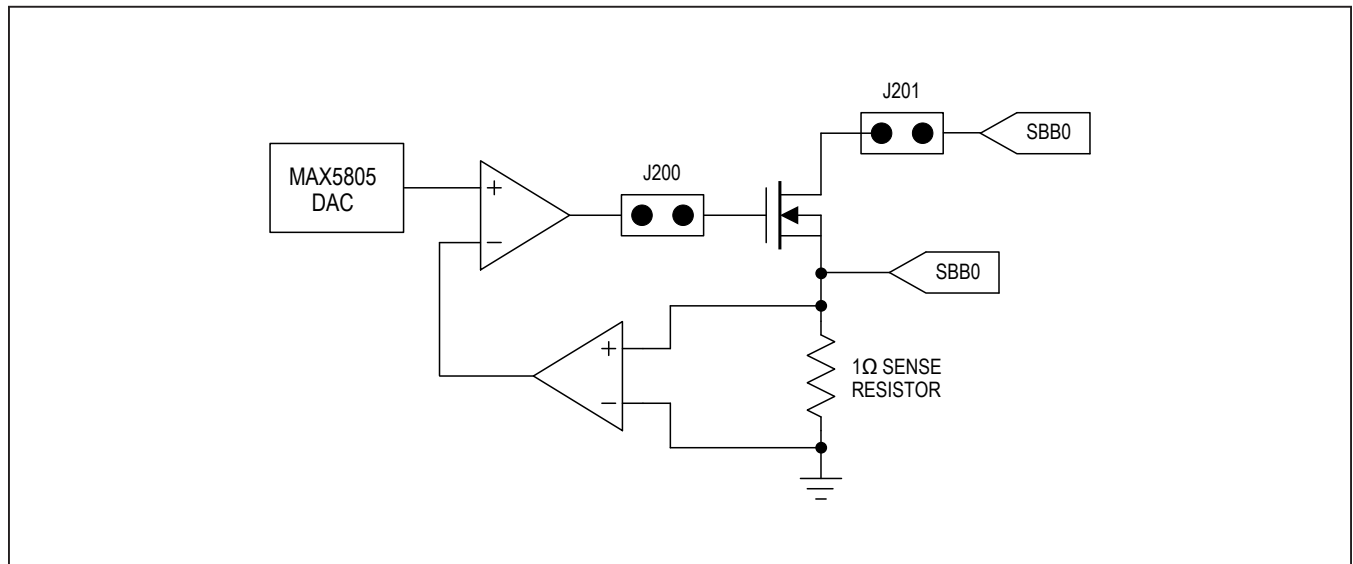 J201
SBB0
MAX5805
DAC
+
−
J200
SBB0
+
−
1Ω SENSE
RESISTOR